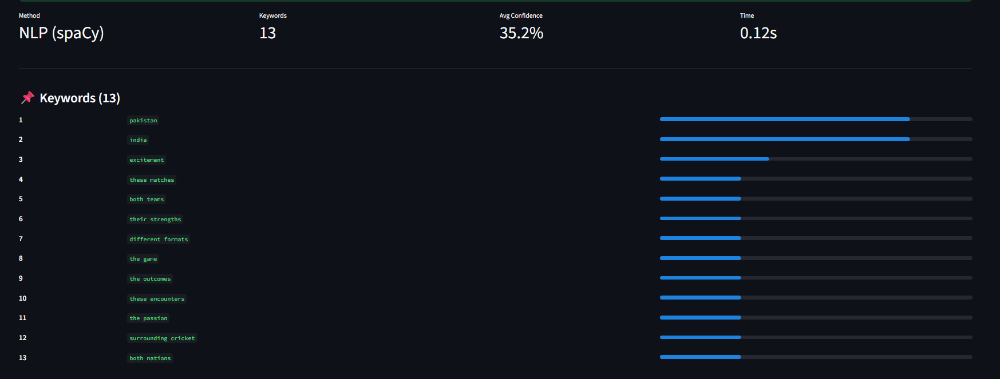 Method Keywords Avg Confidence Time
NLP (spaCy) 13 35.2% 0.12s
Keywords (13)
1 pakistan
2 india
3 excitement
4 these matches
5 both teams
6 their strengths
7 different formats
8 the game
9 the outcomes
10 these encounters
11 the passion
12 surrounding cricket
13 both nations